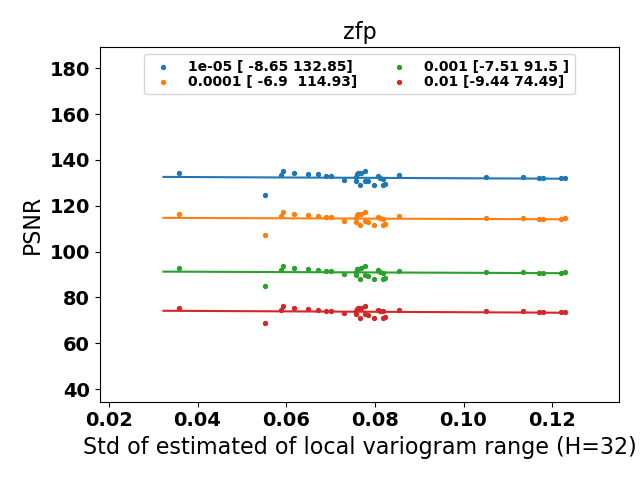 zfp
1e-05 [ -8.65 132.85]
0.0001 [ -6.9  114.93]
0.001 [-7.51 91.5 ]
0.01 [-9.44 74.49]
PSNR
180
160
140
120
100
80
60
40
0.02 0.04 0.06 0.08 0.10 0.12
Std of estimated of local variogram range (H=32)